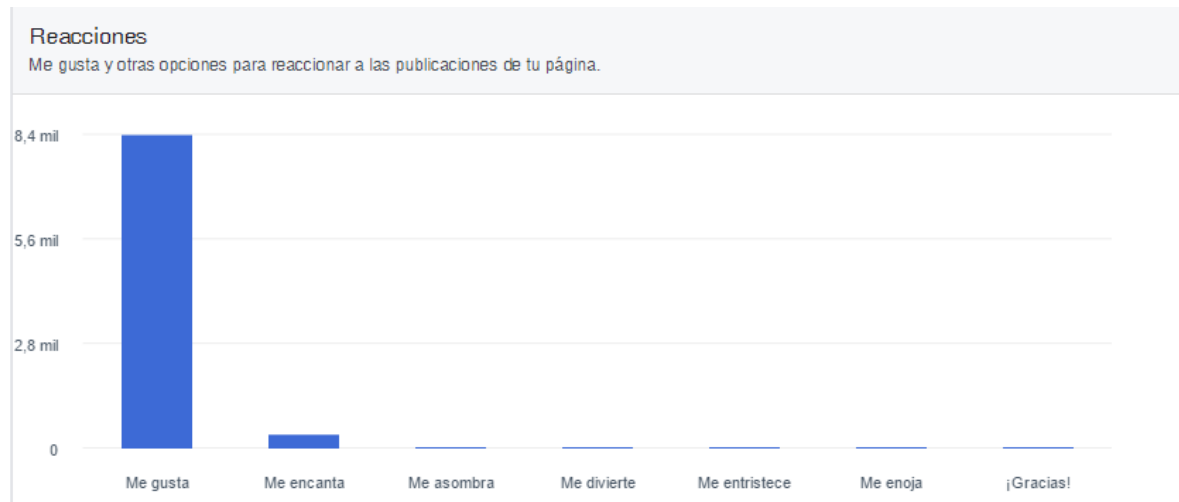 Reacciones
Me gusta y otras opciones para reaccionar a las publicaciones de tu página.
8,4 mil
5,6 mil
2,8 mil
0
Me gusta Me encanta Me asombra Me divierte Me entristece Me enoja ¡Gracias!